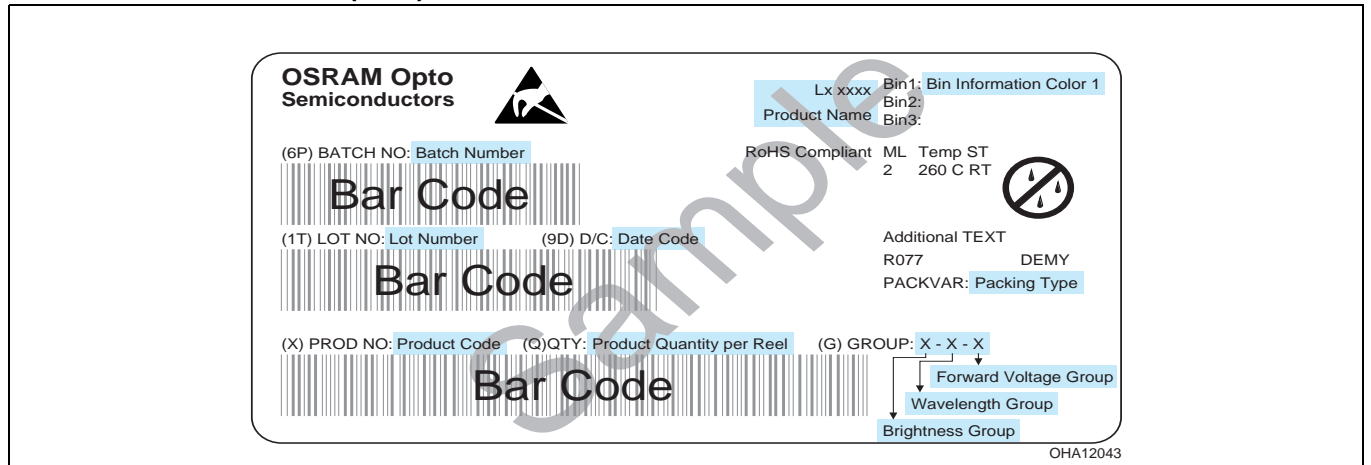 OSRAM Opto
Semiconductors
Lx xxxx
Product Name
Bin1: Bin Information Color 1
Bin2:
Bin3:
(6P) BATCH NO: Batch Number
Bar Code
RoHS Compliant ML Temp ST
2 260 C RT
(1T) LOT NO: Lot Number (9D) D/C: Date Code
Bar Code
Additional TEXT
R077 DEMY
PACKVAR: Packing Type
(X) PROD NO: Product Code (Q)QTY: Product Quantity per Reel (G) GROUP: X - X - X
Bar Code
Forward Voltage Group
Wavelength Group
Brightness Group
Sample
OHA12043